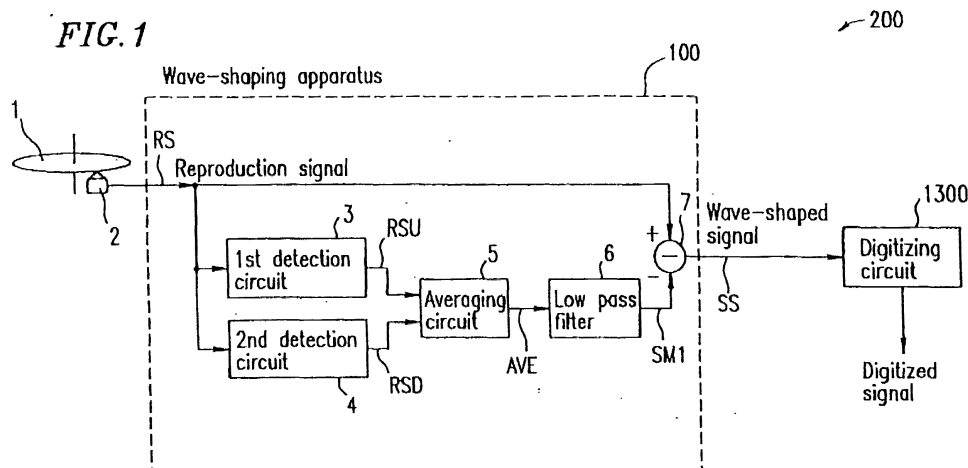 FIG. 1
200
Wave-shaping apparatus
100
1
RS
Reproduction signal
2
3
RSU
1st detection
circuit
2nd detection
circuit
4
RSD
5
Averaging
circuit
AVE
6
Low pass
filter
SM1
+
7
−
−
Wave-shaped
signal
SS
1300
Digitizing
circuit
Digitized
signal